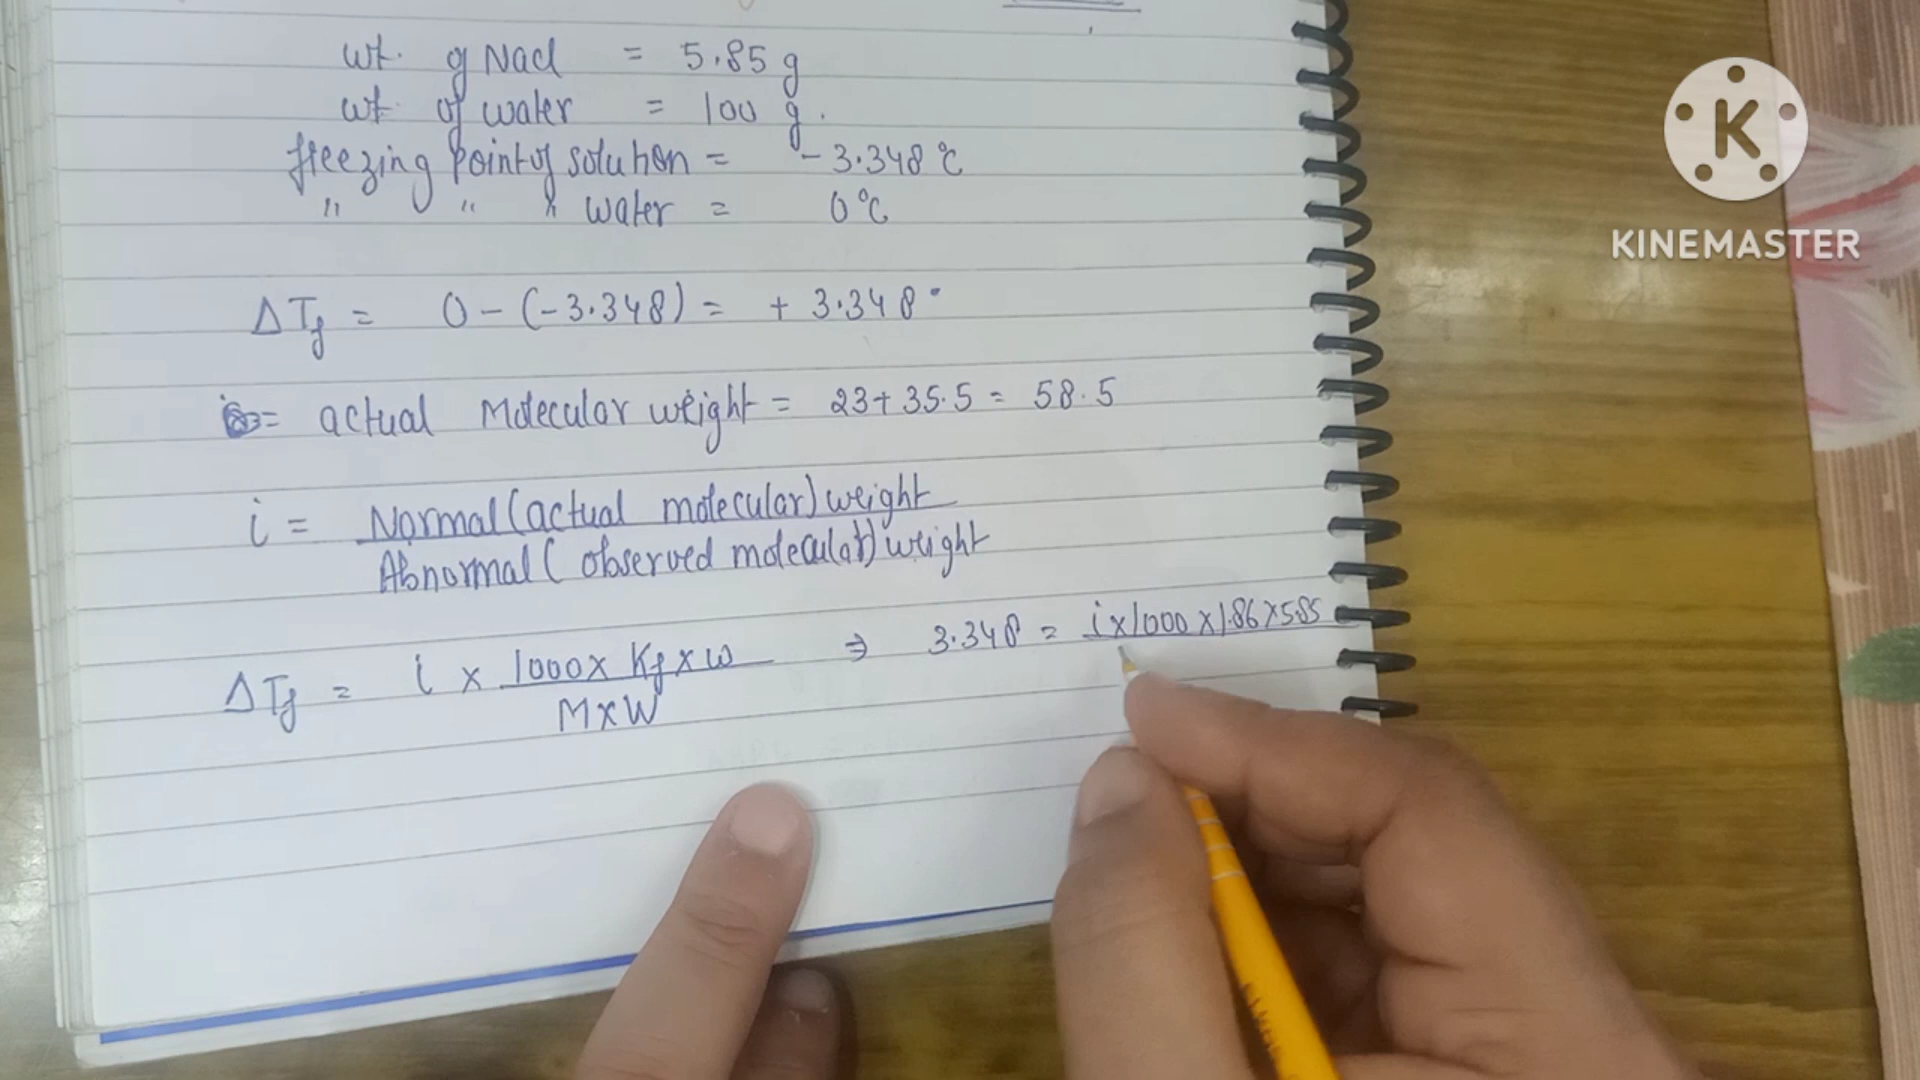 wt. of Nacl = 5.85 g
wt. of water = 100 g.
freezing point of solution = -3.348 °C
" " " water = 0°C
ΔTf = 0 - (-3.348) = + 3.348°
= actual Molecular weight = 23+35.5 = 58.5
i = Normal (actual molecular) weight
Abnormal ( observed molecular) weight
ΔTf = i × 1000 × Kf × w ⇒ 3.348 = i×1000×1.86×5.85
M×W
K
KINEMASTER